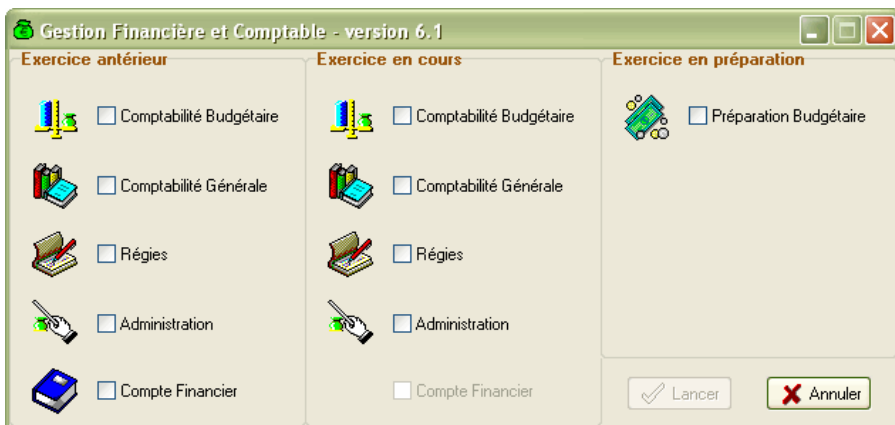 Gestion Financière et Comptable - version 6.1
Exercice antérieur
Comptabilité Budgétaire
Comptabilité Générale
Régies
Administration
Compte Financier
Exercice en cours
Comptabilité Budgétaire
Comptabilité Générale
Régies
Administration
Compte Financier
Exercice en préparation
Préparation Budgétaire
Lancer
Annuler